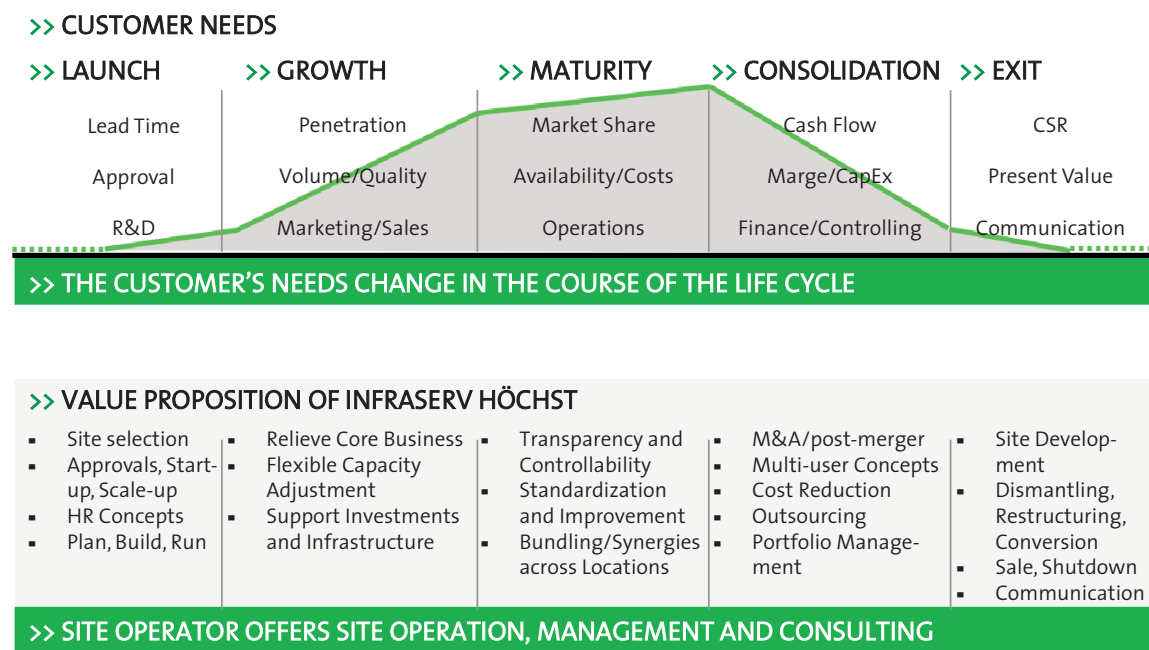 >> CUSTOMER NEEDS
>> LAUNCH
Lead Time
Approval
R&D
>> GROWTH
Penetration
Volume/Quality
Marketing/Sales
>> MATURITY
Market Share
Availability/Costs
Operations
>> CONSOLIDATION
Cash Flow
Marge/CapEx
Finance/Controlling
>> EXIT
CSR
Present Value
Communication
>> THE CUSTOMER’S NEEDS CHANGE IN THE COURSE OF THE LIFE CYCLE
>> VALUE PROPOSITION OF INFRASERV HÖCHST
▪ Site selection
▪ Approvals, Start-
up, Scale-up
▪ HR Concepts
▪ Plan, Build, Run
▪ Relieve Core Business
▪ Flexible Capacity
Adjustment
▪ Support Investments
and Infrastructure
▪ Transparency and
Controllability
▪ Standardization
and Improvement
▪ Bundling/Synergies
across Locations
▪ M&A/post-merger
▪ Multi-user Concepts
▪ Cost Reduction
▪ Outsourcing
▪ Portfolio Manage-
ment
▪ Site Develop-
ment
▪ Dismantling,
Restructuring,
Conversion
▪ Sale, Shutdown
▪ Communication
>> SITE OPERATOR OFFERS SITE OPERATION, MANAGEMENT AND CONSULTING